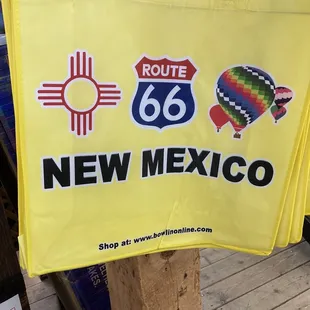 ROUTE
66
NEW MEXICO
Shop at: www.bowlinonline.com